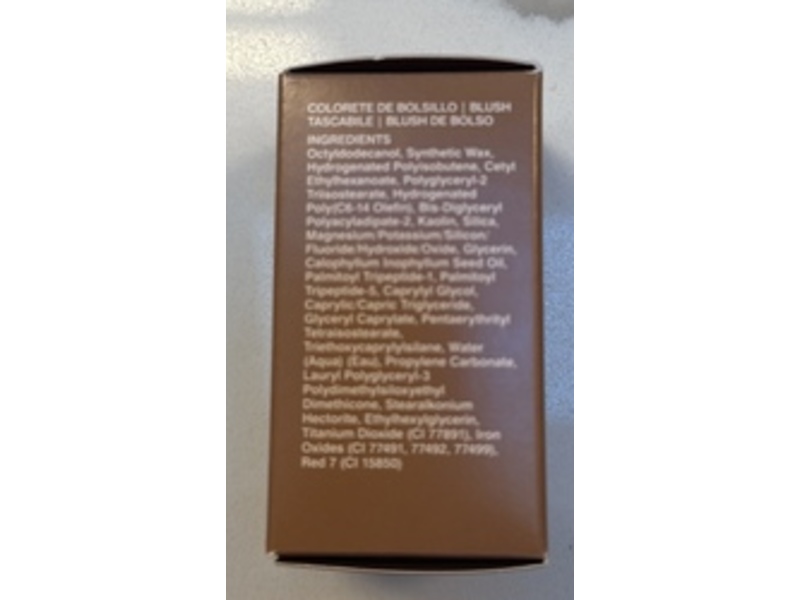 COLORETE DE BOLSILLO | BLUSH
TASCABILE | BLUSH DE BOLSO
INGREDIENTS
Octyldodecanol, Synthetic Wax,
Hydrogenated Polyisobutene, Cetyl
Ethylhexanoate, Polyglyceryl-2
Triisostearate, Hydrogenated
Poly(C6-14 Olefin), Bis-Diglyceryl
Polyacyladipate-2, Kaolin, Silica,
Magnesium/Potassium/Silicon/
Fluoride/Hydroxide/Oxide, Glycerin,
Calophyllum Inophyllum Seed Oil,
Palmitoyl Tripeptide-1, Palmitoyl
Tripeptide-5, Caprylyl Glycol,
Caprylic/Capric Triglyceride,
Glyceryl Caprylate, Pentaerythrityl
Tetraisostearate,
Triethoxycaprylylsilane, Water
(Aqua) (Eau), Propylene Carbonate,
Lauryl Polyglyceryl-3
Polydimethylsiloxyethyl
Dimethicone, Stearalkonium
Hectorite, Ethylhexylglycerin,
Titanium Dioxide (CI 77891), Iron
Oxides (CI 77491, 77492, 77499),
Red 7 (CI 15850)